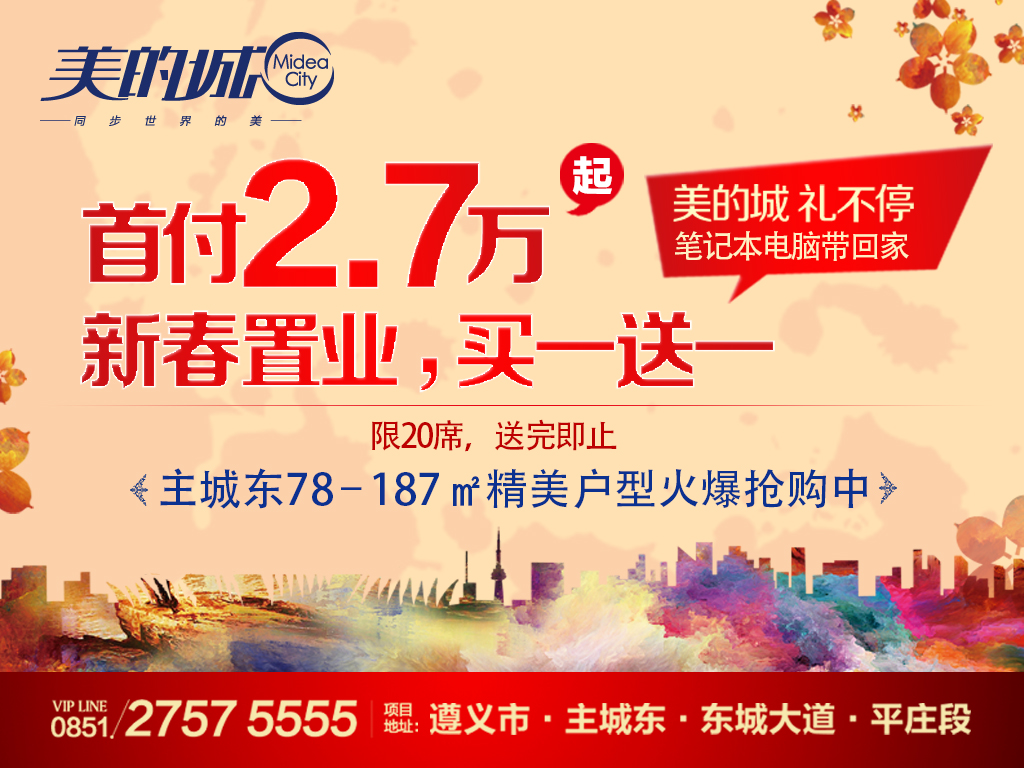 美的城 Midea City
同步世界的美
首付2.7万起
美的城 礼不停
笔记本电脑带回家
新春置业，买一送一
限20席，送完即止
主城东78-187㎡精美户型火爆抢购中
VIP LINE
0851/2757 5555
项目地址：遵义市·主城东·东城大道·平庄段